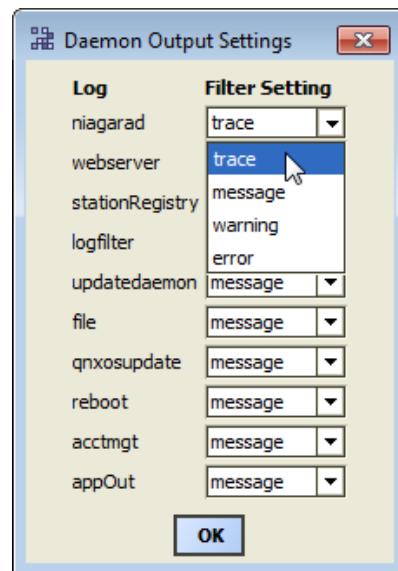 Daemon Output Settings
Log Filter Setting
niagarad trace
webserver trace
stationRegistry message
logfilter warning
error
updatedaemon message
file message
qnxosupdate message
reboot message
acctmgt message
appOut message
OK